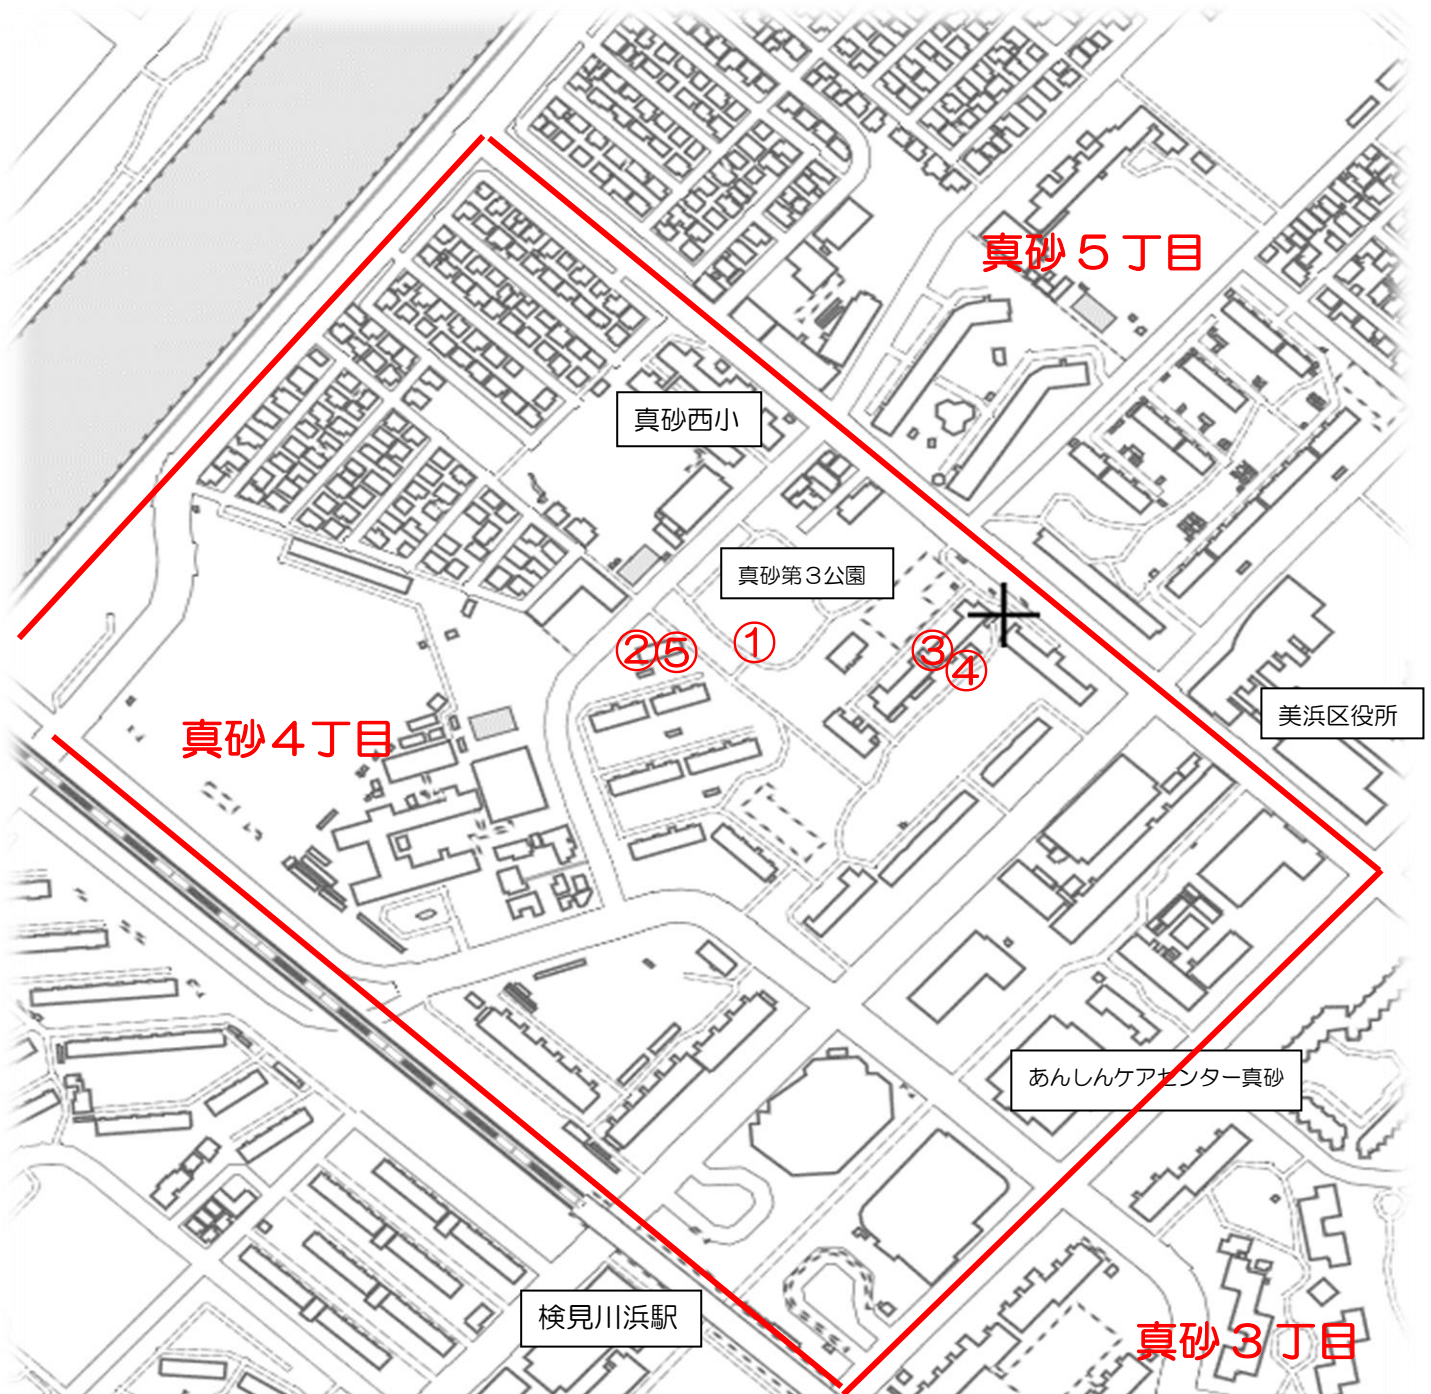 真砂５丁目
真砂西小
真砂第３公園
②⑤
①
③
④
美浜区役所
真砂４丁目
あんしんケアセンター真砂
検見川浜駅
真砂３丁目